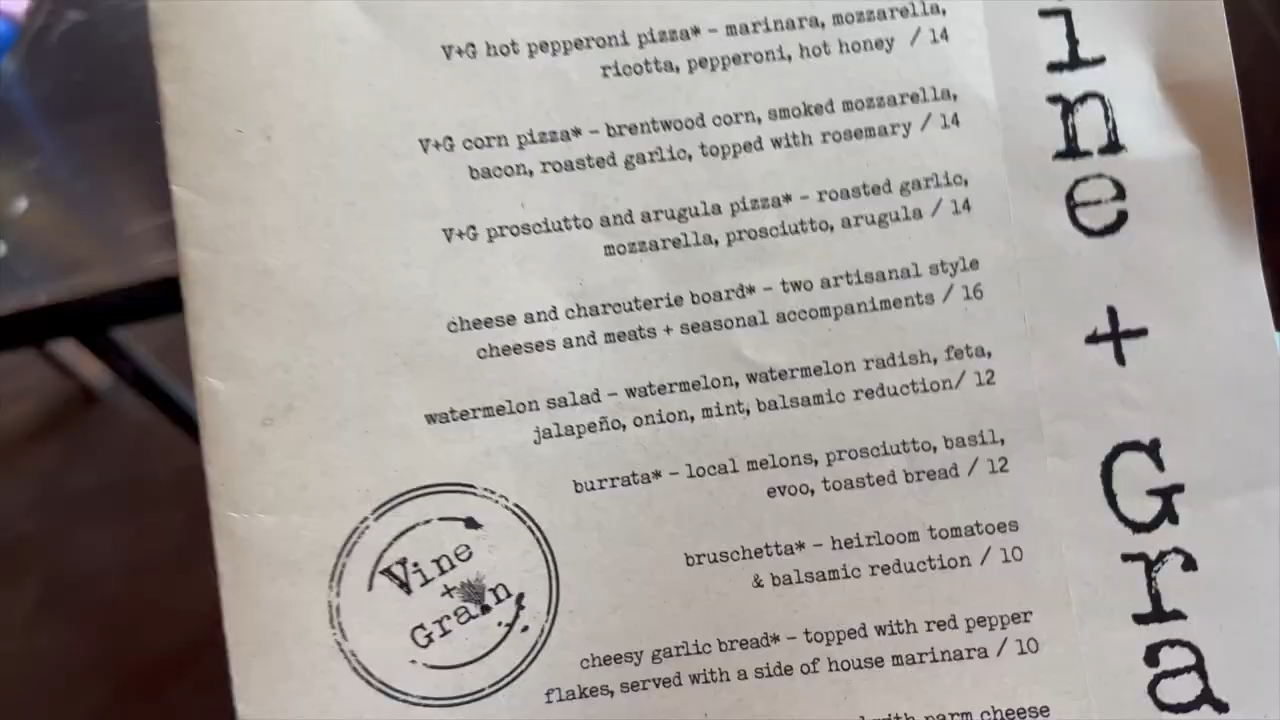 V+G hot pepperoni pizza* - marinara, mozzarella,
ricotta, pepperoni, hot honey / 14
V+G corn pizza* - brentwood corn, smoked mozzarella,
bacon, roasted garlic, topped with rosemary / 14
V+G prosciutto and arugula pizza* - roasted garlic,
mozzarella, prosciutto, arugula / 14
cheese and charcuterie board* - two artisanal style
cheeses and meats + seasonal accompaniments / 16
watermelon salad - watermelon, watermelon radish, feta,
jalapeño, onion, mint, balsamic reduction/ 12
burrata* - local melons, prosciutto, basil,
evoo, toasted bread / 12
bruschetta* - heirloom tomatoes
& balsamic reduction / 10
cheesy garlic bread* - topped with red pepper
flakes, served with a side of house marinara / 10
with parm cheese
Vine
+
Grain
ine + Gra